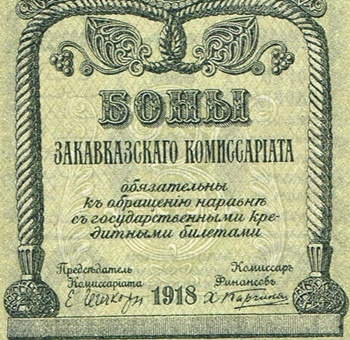 БОНЫ
ЗАКАВКАЗСКАГО КОМИССАРІАТА
обязательны
къ обращенію наравнѣ
съ государственными кре-
дитными билетами
Предсѣдатель Комиссаръ
Комиссаріата Финансовъ
1918